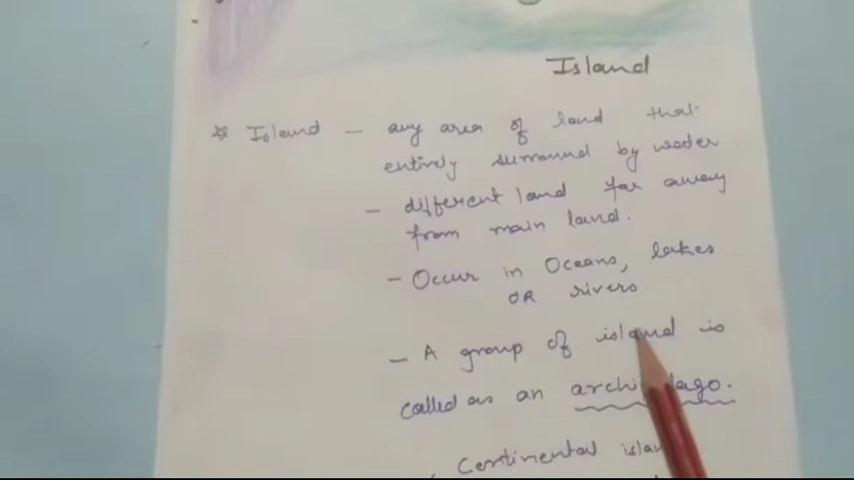 Island
☆ Island - any area of land that
entirely surround by water
- different land far away
from main land.
- Occur in Oceans, lakes
OR rivers
- A group of island is
called as an archipelago.
Continental